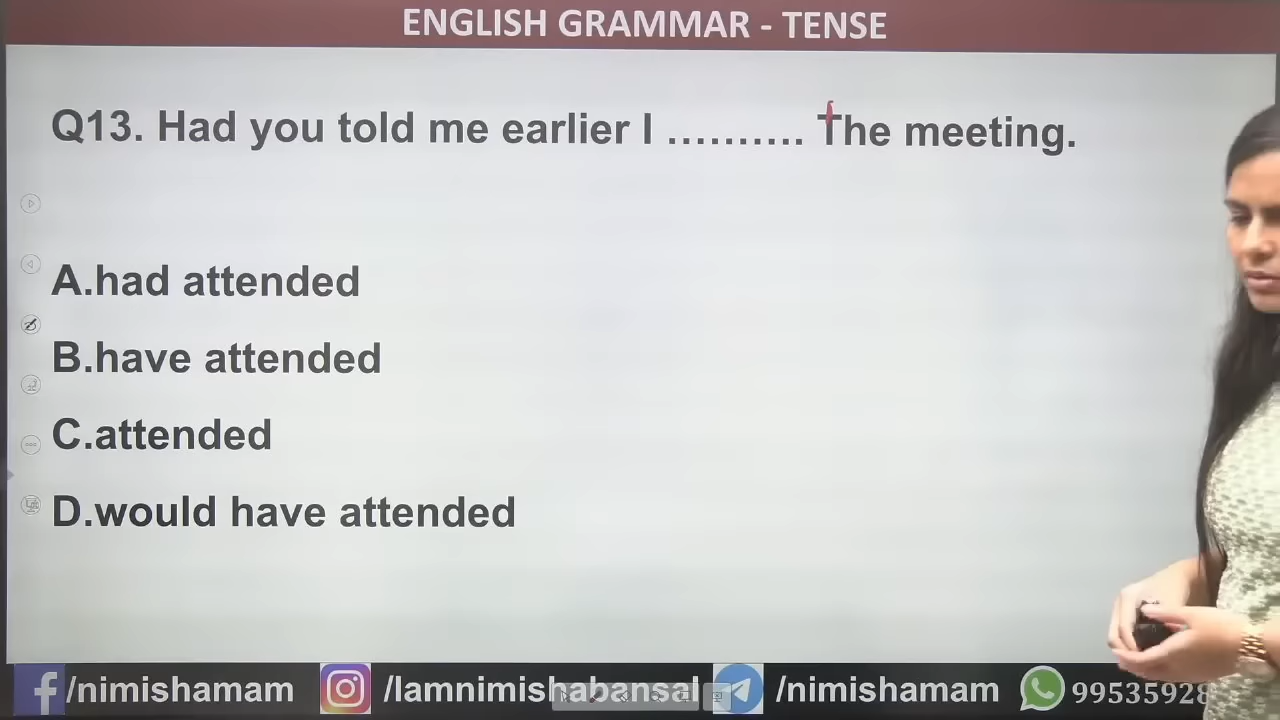 ENGLISH GRAMMAR - TENSE
Q13. Had you told me earlier I .......... The meeting.
A.had attended
B.have attended
C.attended
D.would have attended
/nimishamam /Iamnimishabansal /nimishamam 99535928